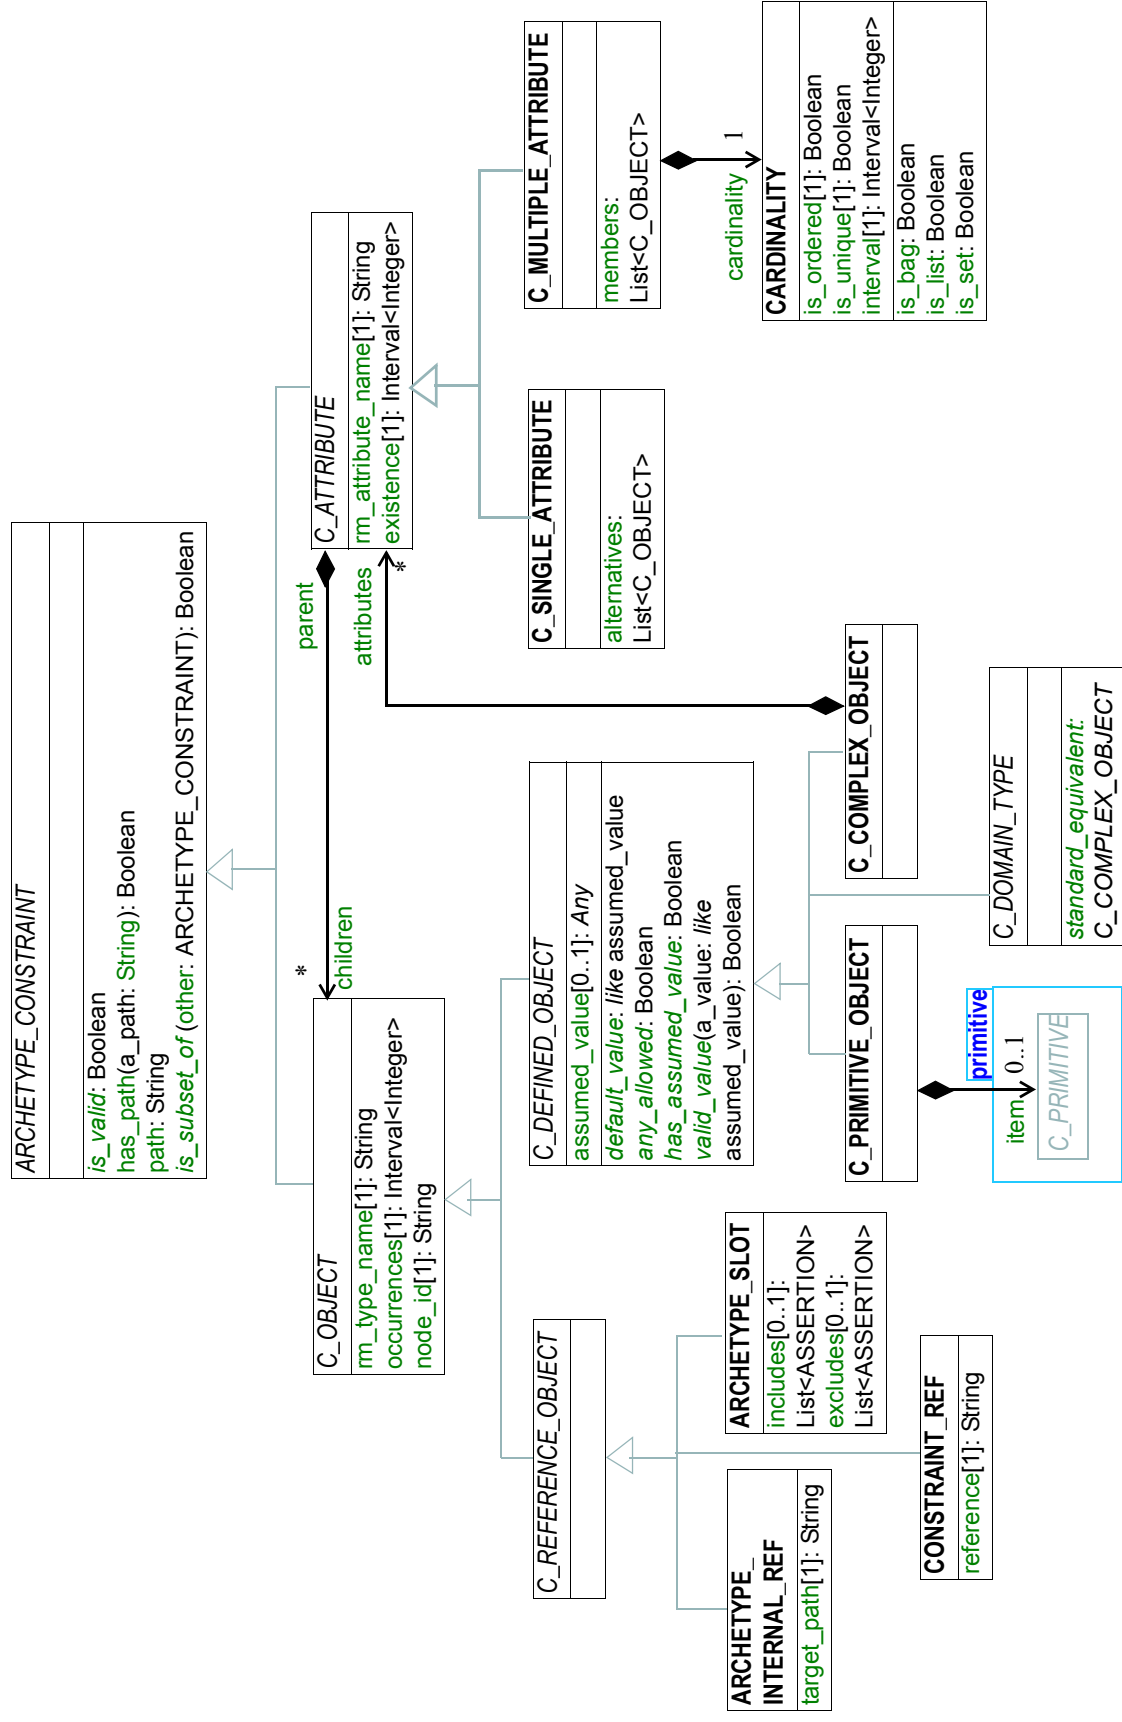 ARCHETYPE_CONSTRAINT
is_valid: Boolean
has_path(a_path: String): Boolean
path: String
is_subset_of (other: ARCHETYPE_CONSTRAINT): Boolean
C_OBJECT
rm_type_name[1]: String
occurrences[1]: Interval<Integer>
node_id[1]: String
*
children
parent
attributes
*
C_ATTRIBUTE
rm_attribute_name[1]: String
existence[1]: Interval<Integer>
C_REFERENCE_OBJECT
C_DEFINED_OBJECT
assumed_value[0..1]: Any
default_value: like assumed_value
any_allowed: Boolean
has_assumed_value: Boolean
valid_value(a_value: like
assumed_value): Boolean
C_SINGLE_ATTRIBUTE
alternatives:
List<C_OBJECT>
C_MULTIPLE_ATTRIBUTE
members:
List<C_OBJECT>
cardinality
1
CARDINALITY
is_ordered[1]: Boolean
is_unique[1]: Boolean
interval[1]: Interval<Integer>
is_bag: Boolean
is_list: Boolean
is_set: Boolean
ARCHETYPE_
INTERNAL_REF
target_path[1]: String
ARCHETYPE_SLOT
includes[0..1]:
List<ASSERTION>
excludes[0..1]:
List<ASSERTION>
CONSTRAINT_REF
reference[1]: String
C_PRIMITIVE_OBJECT
C_COMPLEX_OBJECT
primitive
item
0..1
C_PRIMITIVE
C_DOMAIN_TYPE
standard_equivalent:
C_COMPLEX_OBJECT